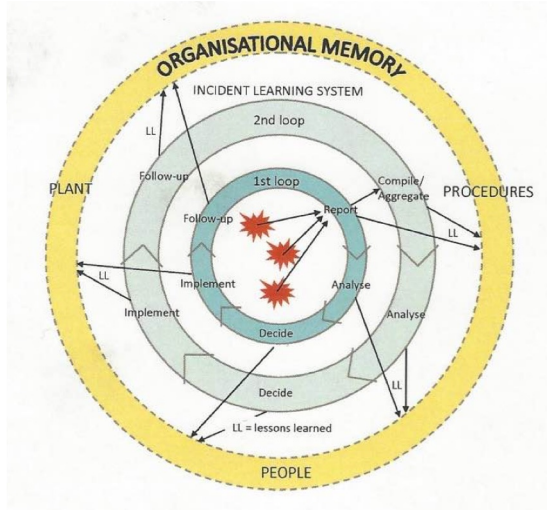 ORGANISATIONAL MEMORY
INCIDENT LEARNING SYSTEM
2nd loop
LL
1st loop
Compile/
Aggregate
Follow-up
PLANT
PROCEDURES
Report
Follow-up
LL
LL
Implement
Analyse
Implement
Analyse
Decide
LL
Decide
LL = lessons learned
PEOPLE